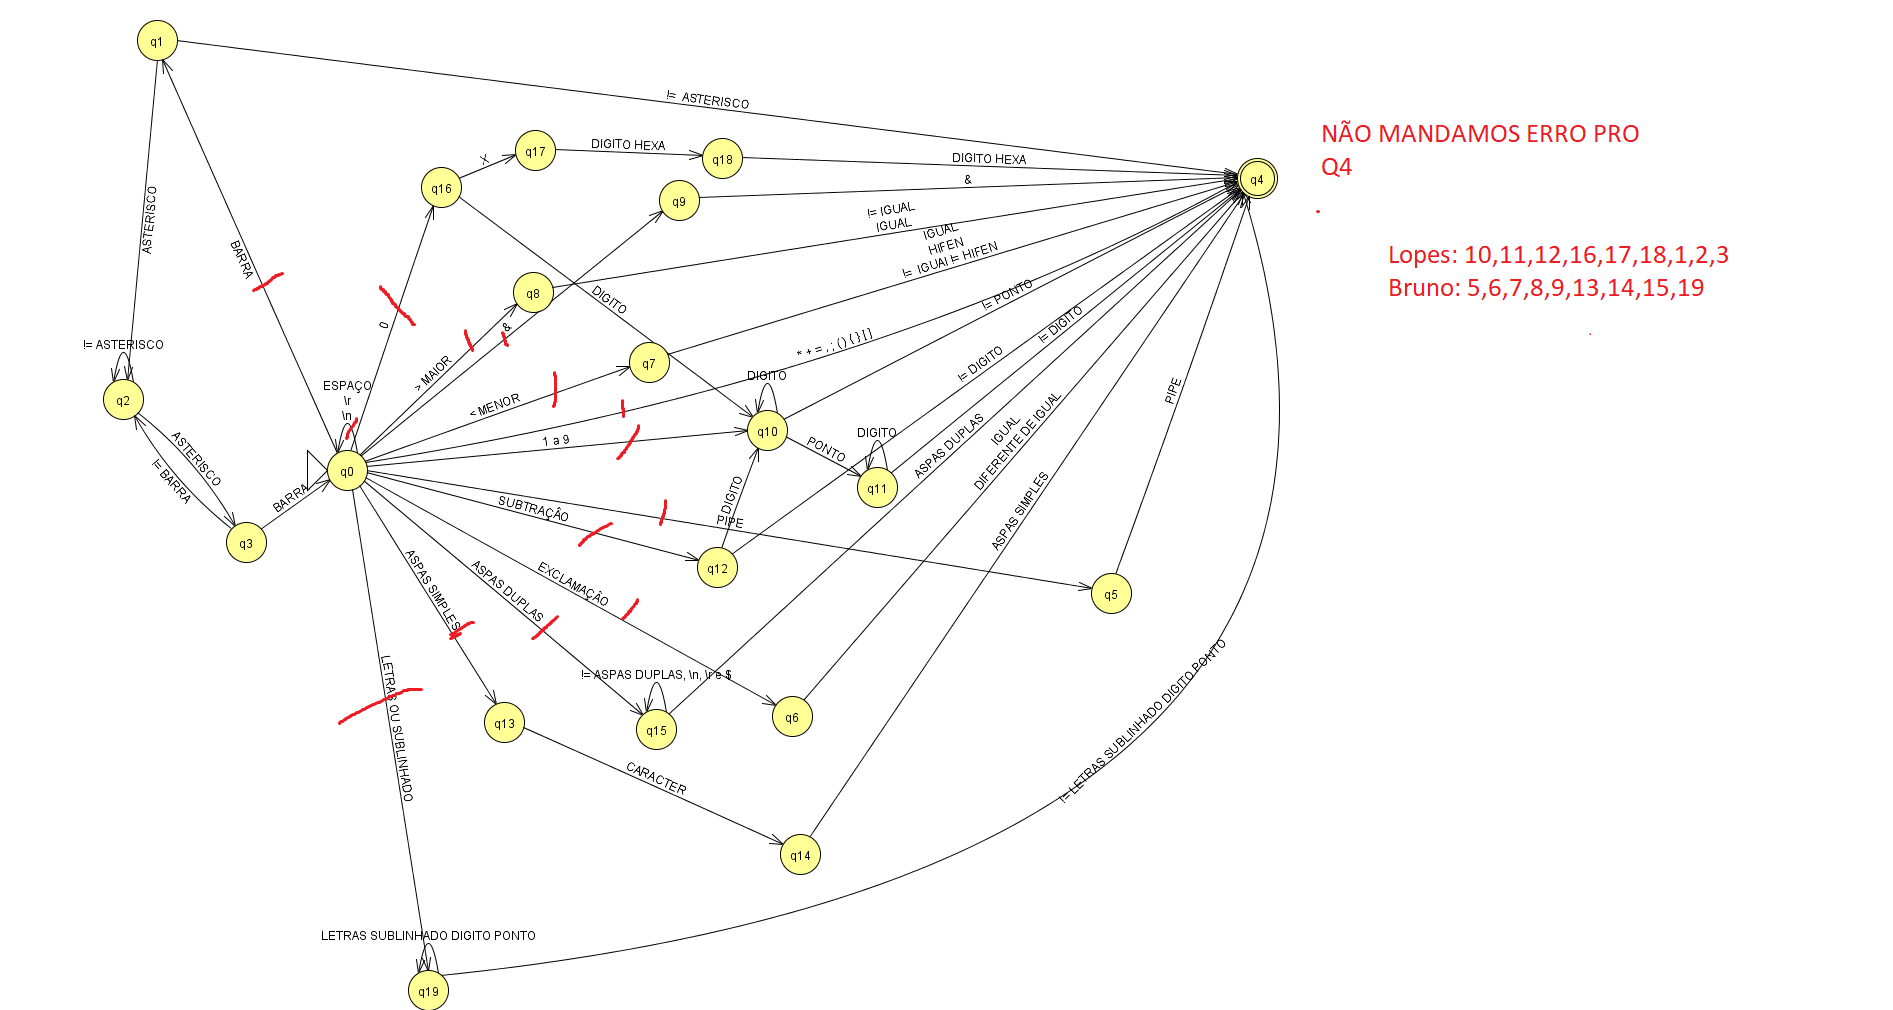 q1
!= ASTERISCO
NÃO MANDAMOS ERRO PRO
Q4
q17
DIGITO HEXA
q18
DIGITO HEXA
X
q16
q9
&
q4
ASTERISCO
BARRA
!= IGUAL
IGUAL
IGUAL
HIFEN
!= IGUAL != HIFEN
Lopes: 10,11,12,16,17,18,1,2,3
Bruno: 5,6,7,8,9,13,14,15,19
q8
DIGITO
0
&
!= PONTO
!= ASTERISCO
> MAIOR
q7
* + = , ; ( ) { } [ ]
!= DIGITO
!= DIGITO
ESPAÇO
\r
\n
DIGITO
PIPE
q2
< MENOR
1 a 9
q10
PONTO
DIGITO
q11
ASPAS DUPLAS
IGUAL
DIFERENTE DE IGUAL
ASTERISCO
!= BARRA
q0
BARRA
SUBTRAÇÂO
DIGITO
PIPE
ASPAS SIMPLES
q3
q12
q5
ASPAS SIMPLES
ASPAS DUPLAS
EXCLAMAÇÂO
LETRAS OU SUBLINHADO
!= ASPAS DUPLAS, \n, \r e $
q13
q15
q6
!= LETRAS SUBLINHADO DIGITO PONTO
CARACTER
q14
LETRAS SUBLINHADO DIGITO PONTO
q19